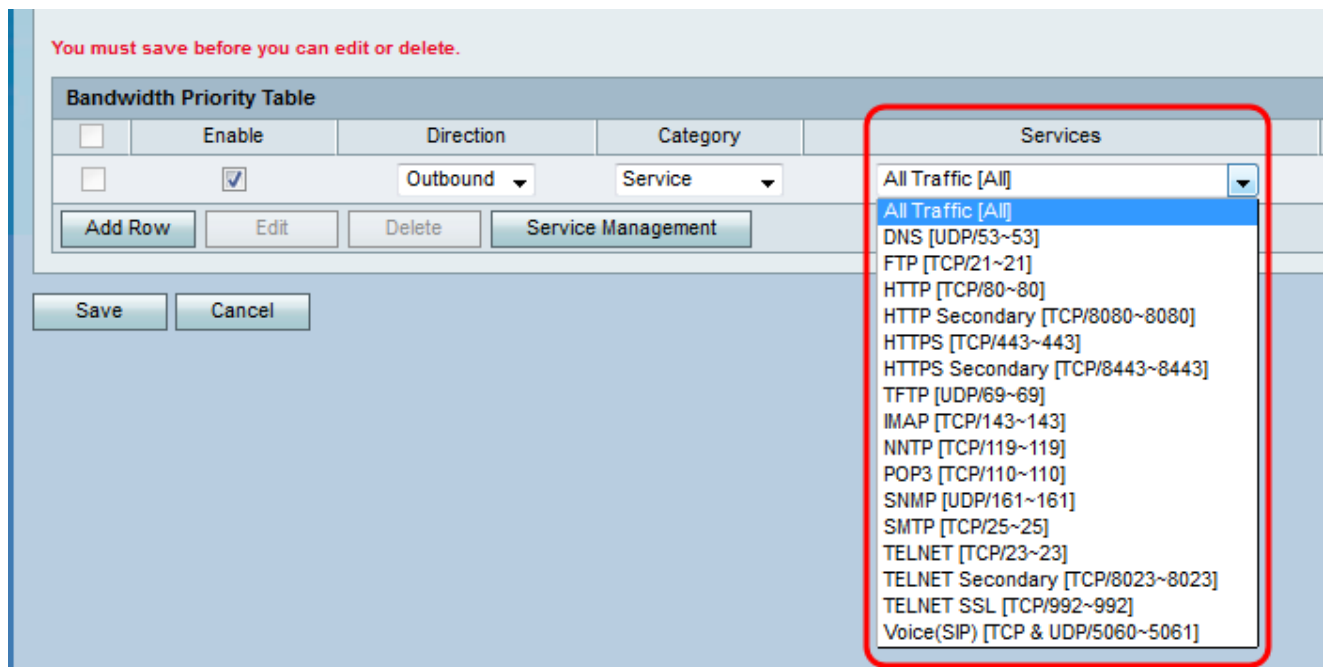 You must save before you can edit or delete.
Bandwidth Priority Table
Enable Direction Category Services
Outbound Service All Traffic [All]
Add Row Edit Delete Service Management
All Traffic [All]
DNS [UDP/53~53]
FTP [TCP/21~21]
HTTP [TCP/80~80]
HTTP Secondary [TCP/8080~8080]
HTTPS [TCP/443~443]
HTTPS Secondary [TCP/8443~8443]
TFTP [UDP/69~69]
IMAP [TCP/143~143]
NNTP [TCP/119~119]
POP3 [TCP/110~110]
SNMP [UDP/161~161]
SMTP [TCP/25~25]
TELNET [TCP/23~23]
TELNET Secondary [TCP/8023~8023]
TELNET SSL [TCP/992~992]
Voice(SIP) [TCP & UDP/5060~5061]
Save Cancel